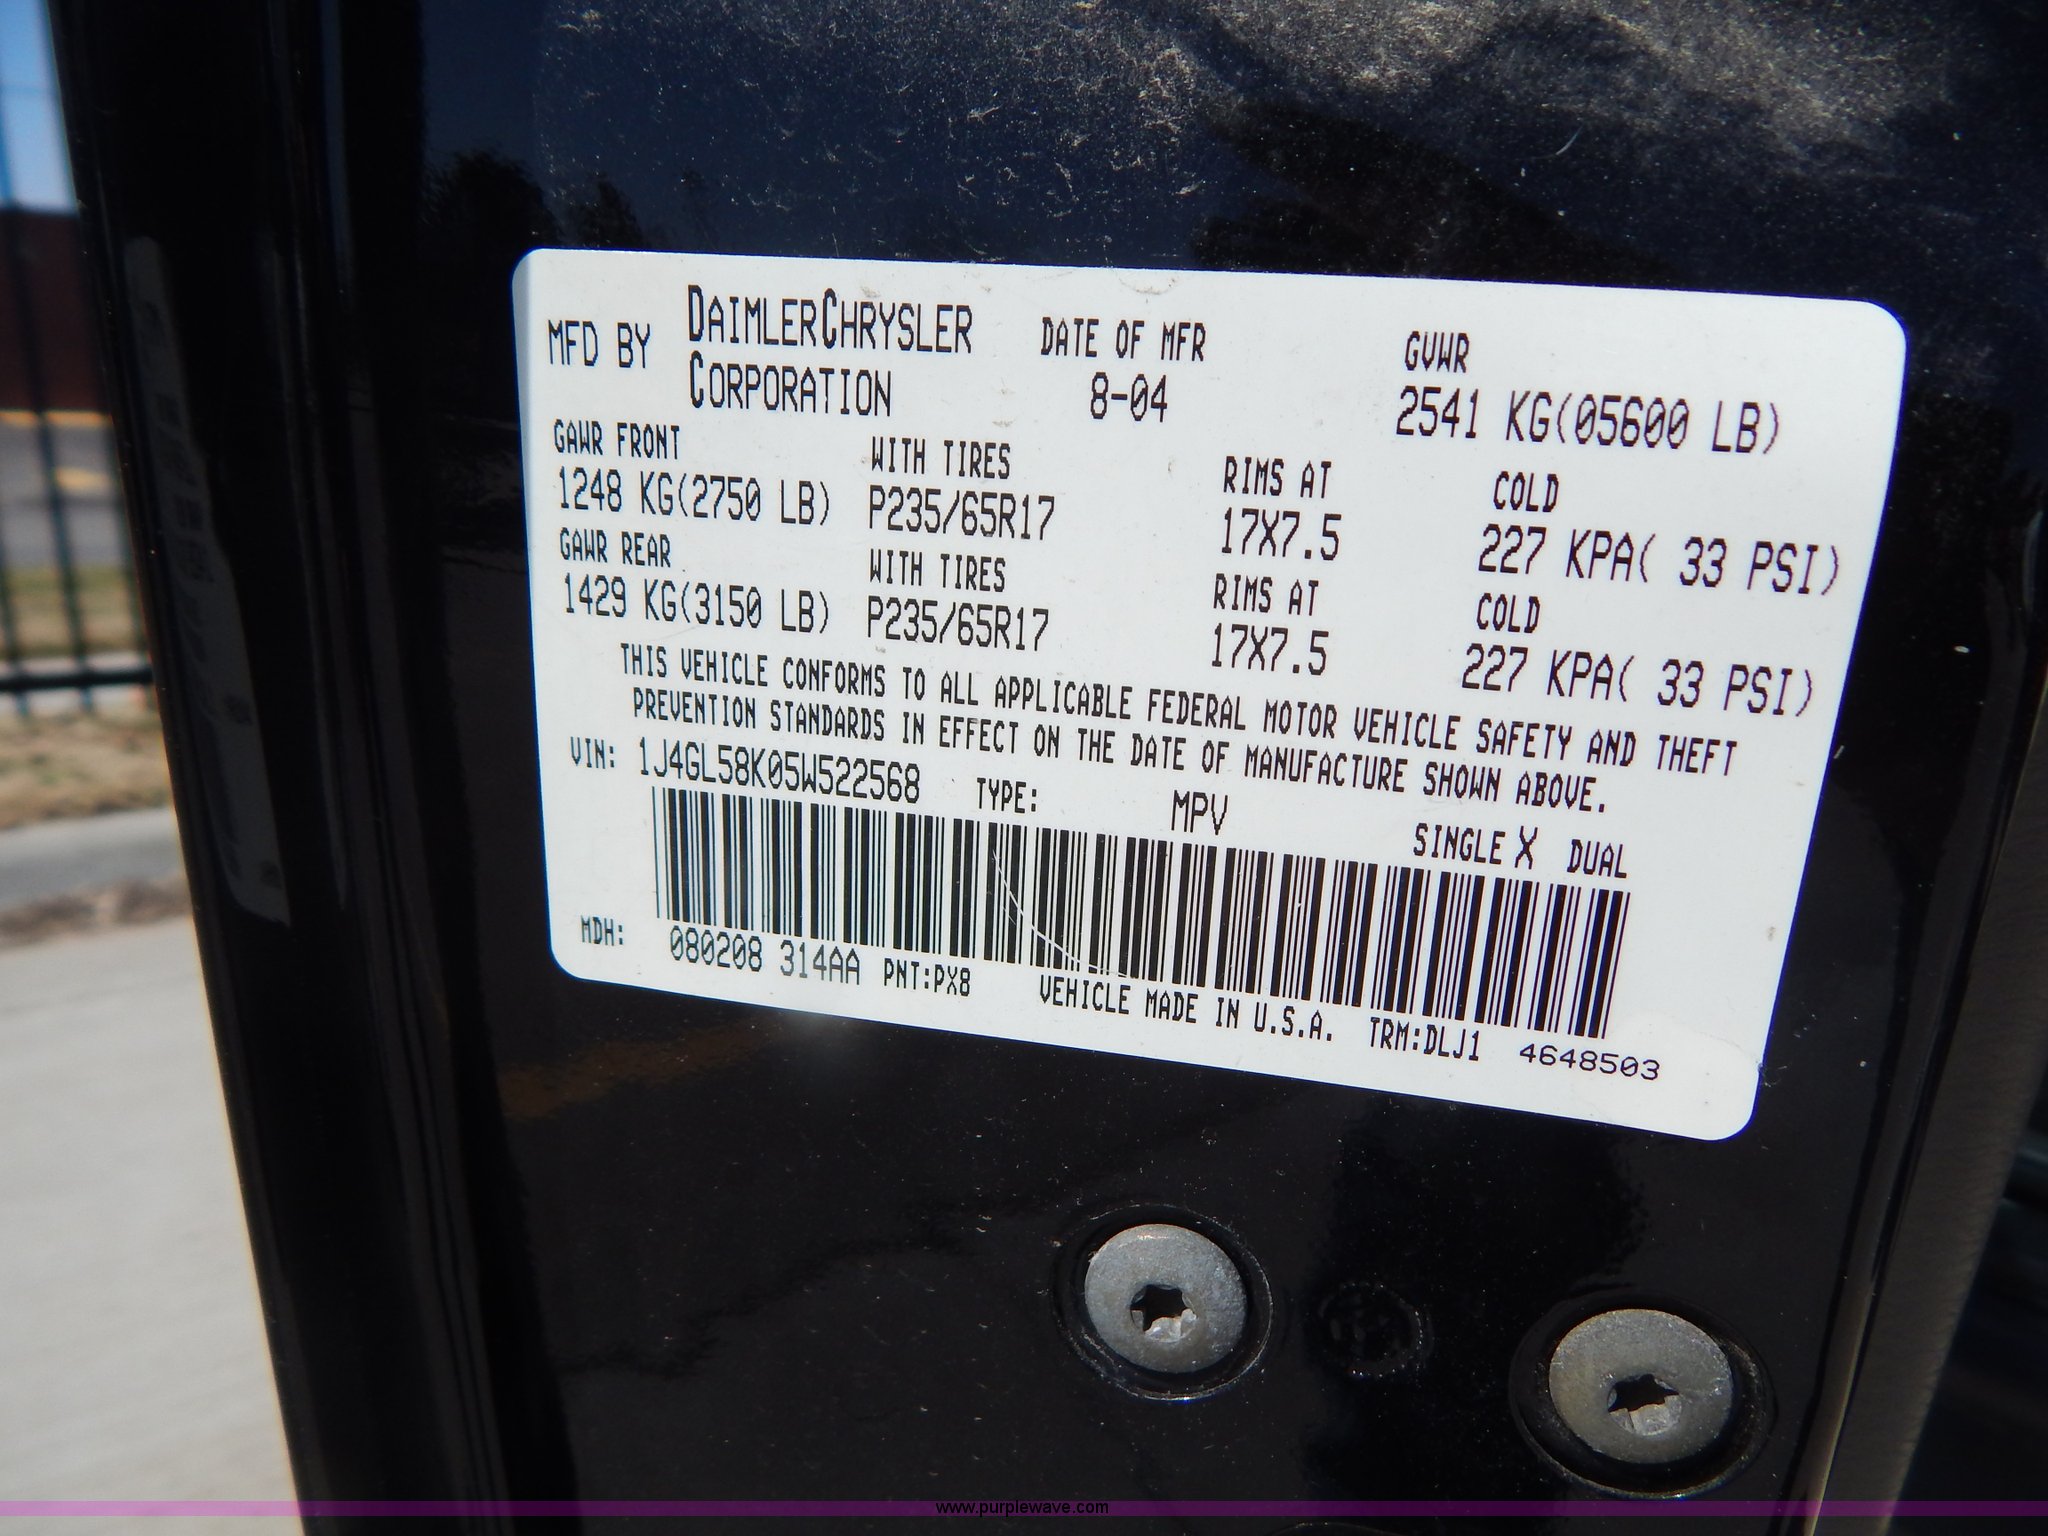 MFD BY DAIMLERCHRYSLER CORPORATION DATE OF MFR 8-04 GVWR 2541 KG(05600 LB)
GAWR FRONT WITH TIRES RIMS AT COLD
1248 KG(2750 LB) P235/65R17 17X7.5 227 KPA( 33 PSI)
GAWR REAR WITH TIRES RIMS AT COLD
1429 KG(3150 LB) P235/65R17 17X7.5 227 KPA( 33 PSI)
THIS VEHICLE CONFORMS TO ALL APPLICABLE FEDERAL MOTOR VEHICLE SAFETY AND THEFT
PREVENTION STANDARDS IN EFFECT ON THE DATE OF MANUFACTURE SHOWN ABOVE.
VIN: 1J4GL58K05W522568 TYPE: MPV SINGLE X DUAL
MDH: 080208 314AA PNT:PX8 VEHICLE MADE IN U.S.A. TRM:DLJ1 4648503
www.purplewave.com